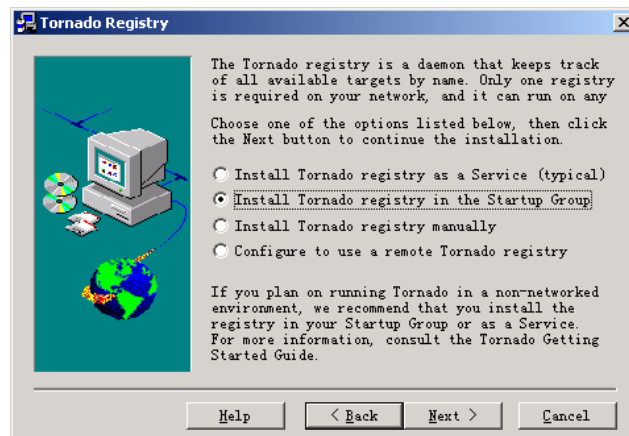 Tornado Registry
The Tornado registry is a daemon that keeps track
of all available targets by name. Only one registry
is required on your network, and it can run on any
Choose one of the options listed below, then click
the Next button to continue the installation.
Install Tornado registry as a Service (typical)
Install Tornado registry in the Startup Group
Install Tornado registry manually
Configure to use a remote Tornado registry
If you plan on running Tornado in a non-networked
environment, we recommend that you install the
registry in your Startup Group or as a Service.
For more information, consult the Tornado Getting
Started Guide.
Help < Back Next > Cancel